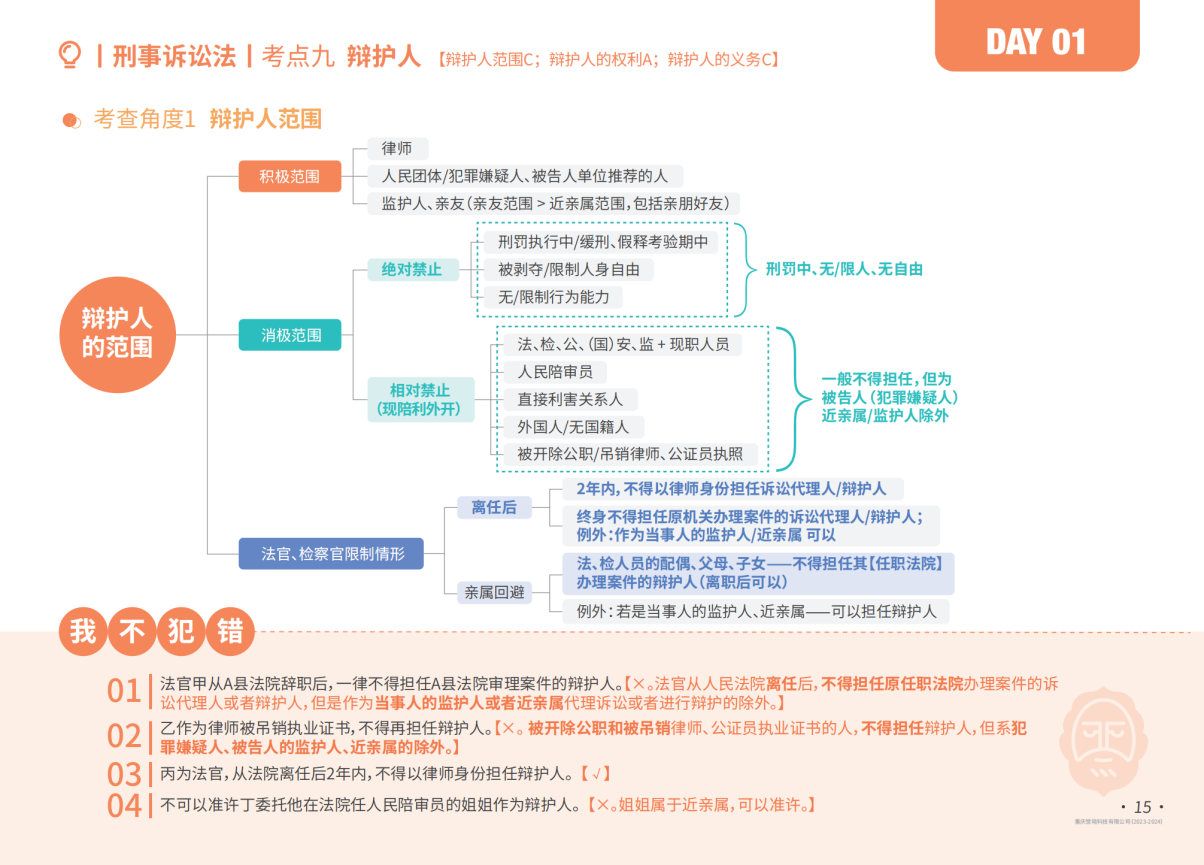 刑事诉讼法 | 考点九 辩护人 【辩护人范围C；辩护人的权利A；辩护人的义务C】
DAY 01
考查角度1 辩护人范围
辩护人
的范围
积极范围
律师
人民团体/犯罪嫌疑人、被告人单位推荐的人
监护人、亲友（亲友范围 > 近亲属范围，包括亲朋好友）
消极范围
绝对禁止
刑罚执行中/缓刑、假释考验期中
被剥夺/限制人身自由
无/限制行为能力
刑罚中、无/限人、无自由
相对禁止
（现陪利外开）
法、检、公、（国）安、监 + 现职人员
人民陪审员
直接利害关系人
外国人/无国籍人
被开除公职/吊销律师、公证员执照
一般不得担任，但为
被告人（犯罪嫌疑人）
近亲属/监护人除外
法官、检察官限制情形
离任后
2年内，不得以律师身份担任诉讼代理人/辩护人
终身不得担任原机关办理案件的诉讼代理人/辩护人；
例外：作为当事人的监护人/近亲属 可以
亲属回避
法、检人员的配偶、父母、子女——不得担任其【任职法院】
办理案件的辩护人（离职后可以）
例外：若是当事人的监护人、近亲属——可以担任辩护人
我不犯错
01 法官甲从A县法院辞职后，一律不得担任A县法院审理案件的辩护人。【×。法官从人民法院离任后，不得担任原任职法院办理案件的诉
讼代理人或者辩护人，但是作为当事人的监护人或者近亲属代理诉讼或者进行辩护的除外。】
02 乙作为律师被吊销执业证书，不得再担任辩护人。【×。被开除公职和被吊销律师、公证员执业证书的人，不得担任辩护人，但系犯
罪嫌疑人、被告人的监护人、近亲属的除外。】
03 丙为法官，从法院离任后2年内，不得以律师身份担任辩护人。【√】
04 不可以准许丁委托他在法院任人民陪审员的姐姐作为辩护人。【×。姐姐属于近亲属，可以准许。】
· 15 ·